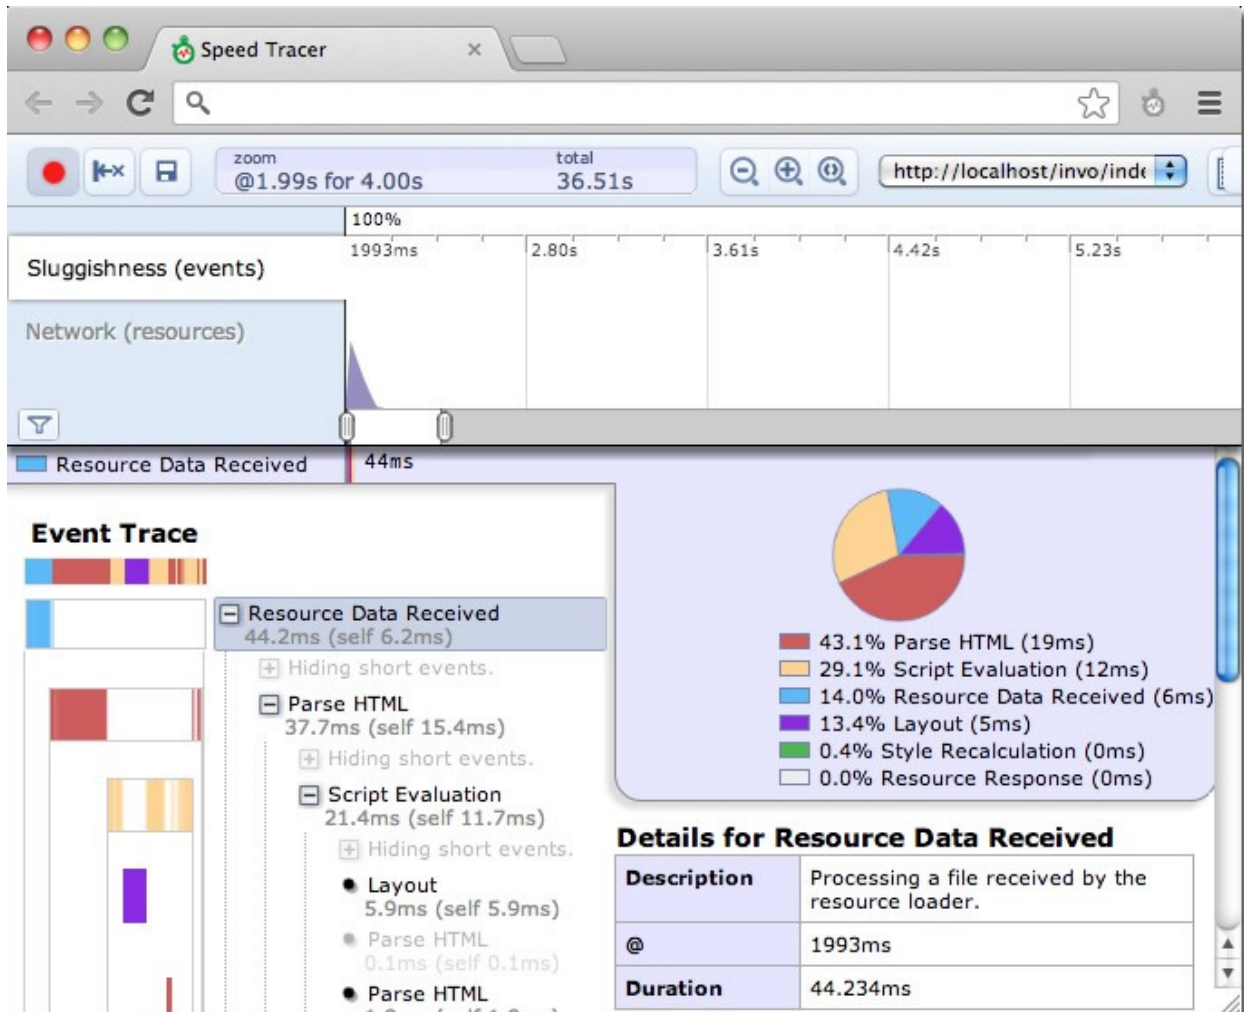 Speed Tracer
zoom
@1.99s for 4.00s
total
36.51s
http://localhost/invo/inde
100%
1993ms 2.80s 3.61s 4.42s 5.23s
Sluggishness (events)
Network (resources)
Resource Data Received
44ms
Event Trace
Resource Data Received
44.2ms (self 6.2ms)
Hiding short events.
Parse HTML
37.7ms (self 15.4ms)
Hiding short events.
Script Evaluation
21.4ms (self 11.7ms)
Hiding short events.
Layout
5.9ms (self 5.9ms)
Parse HTML
0.1ms (self 0.1ms)
Parse HTML
43.1% Parse HTML (19ms)
29.1% Script Evaluation (12ms)
14.0% Resource Data Received (6ms)
13.4% Layout (5ms)
0.4% Style Recalculation (0ms)
0.0% Resource Response (0ms)
Details for Resource Data Received
Description Processing a file received by the
resource loader.
@ 1993ms
Duration 44.234ms